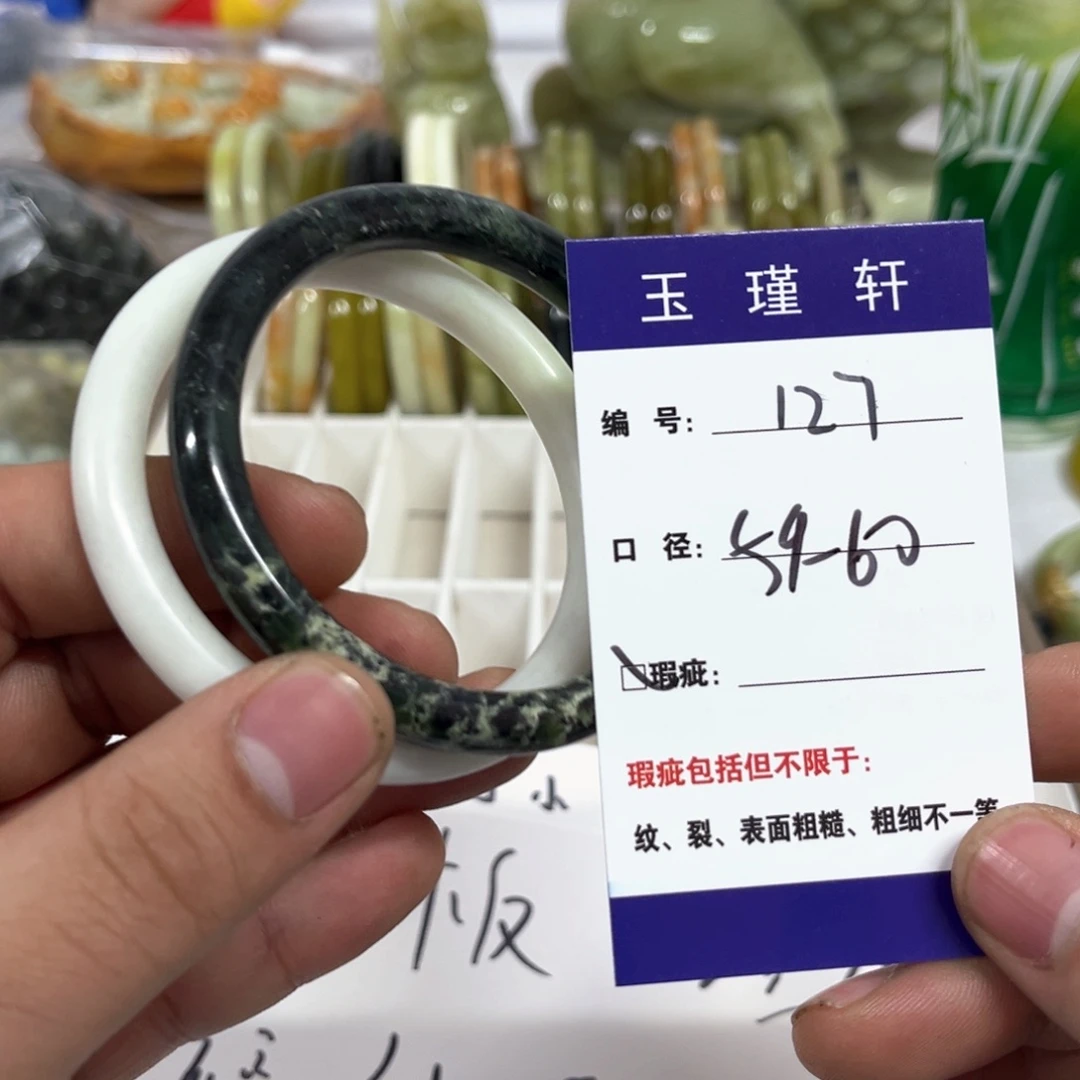 玉瑾轩
编号: 127
口径: 59-60
□瑕疵:
瑕疵包括但不限于:
纹、裂、表面粗糙、粗细不一等
小
板